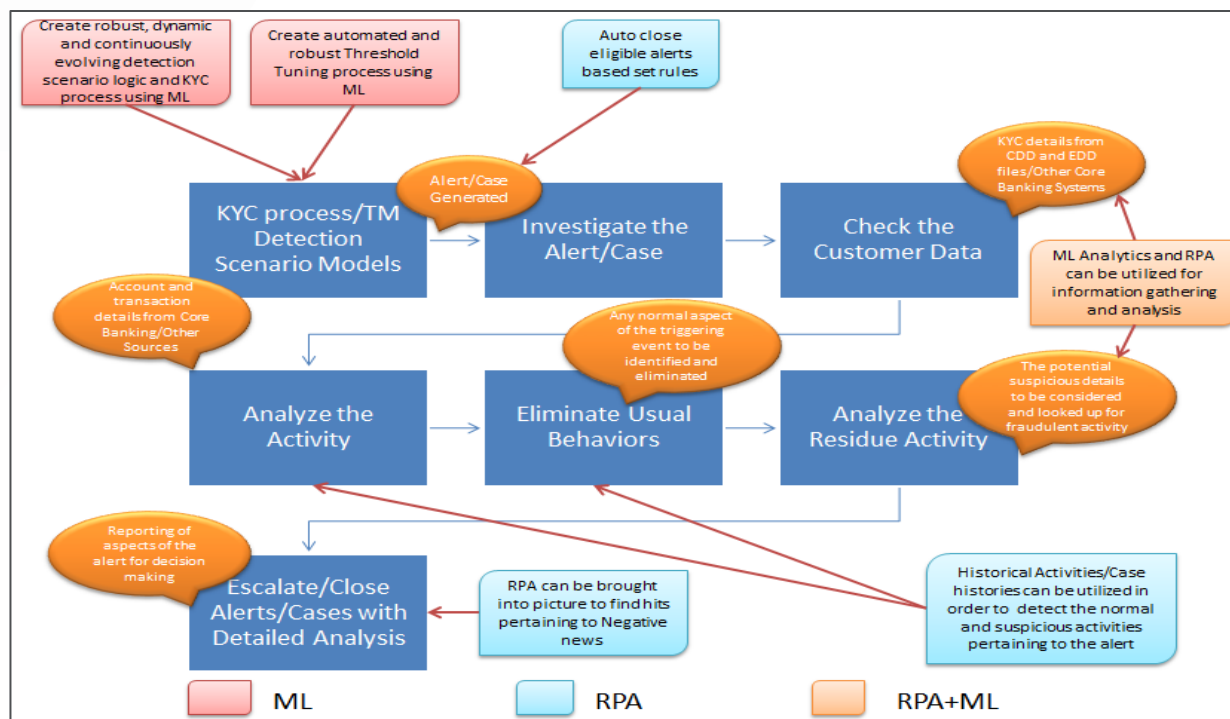 Create robust, dynamic
and continuously
evolving detection
scenario logic and KYC
process using ML
Create automated and
robust Threshold
Tuning process using
ML
Auto close
eligible alerts
based set rules
KYC details from
CDD and EDD
files/Other Core
Banking Systems
Alert/Case
Generated
KYC process/TM
Detection
Scenario Models
Investigate the
Alert/Case
Check the
Customer Data
ML Analytics and RPA
can be utilized for
information gathering
and analysis
Account and
transaction
details from Core
Banking/Other
Sources
Any normal aspect
of the triggering
event to be
identified and
eliminated
The potential
suspicious details
to be considered
and looked up for
fraudulent activity
Analyze the
Activity
Eliminate Usual
Behaviors
Analyze the
Residue Activity
Reporting of
aspects of the
alert for decision
making
Escalate/Close
Alerts/Cases with
Detailed Analysis
RPA can be brought
into picture to find hits
pertaining to Negative
news
Historical Activities/Case
histories can be utilized in
order to detect the normal
and suspicious activities
pertaining to the alert
ML
RPA
RPA+ML